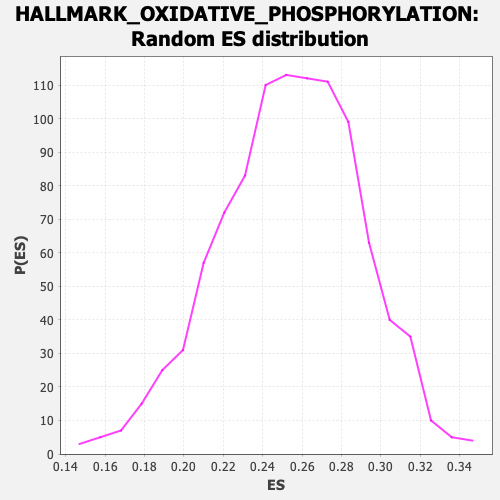 HALLMARK_OXIDATIVE_PHOSPHORYLATION:
Random ES distribution
P(ES)
110
100
90
80
70
60
50
40
30
20
10
0
0.14 0.16 0.18 0.20 0.22 0.24 0.26 0.28 0.30 0.32 0.34
ES